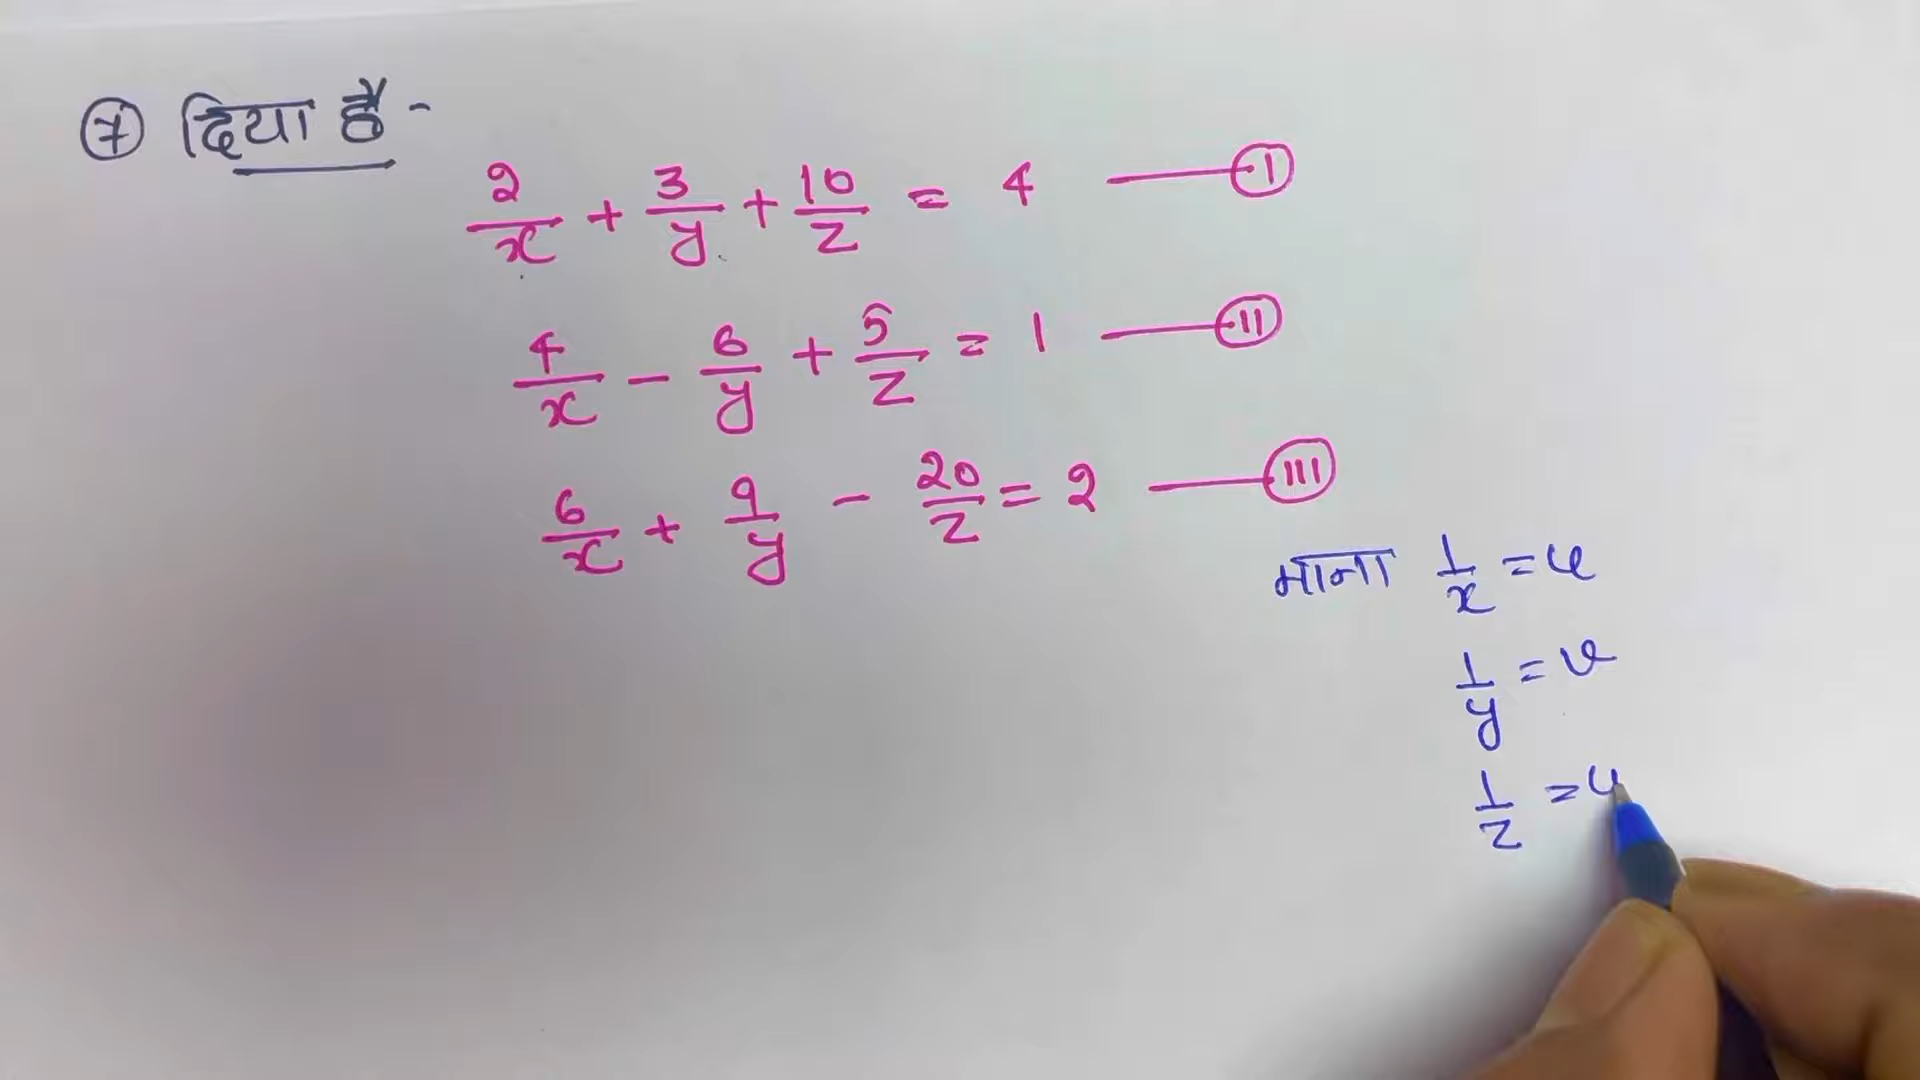 7 दिया है -
2/x + 3/y + 10/z = 4 — I
4/x - 6/y + 5/z = 1 — II
6/x + 9/y - 20/z = 2 — III
माना 1/x = u
1/y = v
1/z =